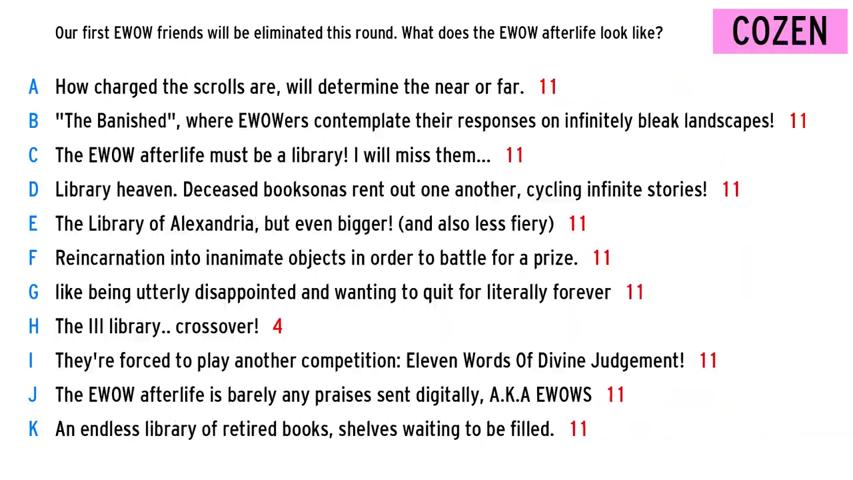 Our first EWOW friends will be eliminated this round. What does the EWOW afterlife look like?
COZEN
A How charged the scrolls are, will determine the near or far. 11
B "The Banished", where EWOWers contemplate their responses on infinitely bleak landscapes! 11
C The EWOW afterlife must be a library! I will miss them... 11
D Library heaven. Deceased booksonas rent out one another, cycling infinite stories! 11
E The Library of Alexandria, but even bigger! (and also less fiery) 11
F Reincarnation into inanimate objects in order to battle for a prize. 11
G like being utterly disappointed and wanting to quit for literally forever 11
H The III library.. crossover! 4
I They're forced to play another competition: Eleven Words Of Divine Judgement! 11
J The EWOW afterlife is barely any praises sent digitally, A.K.A EWOWS 11
K An endless library of retired books, shelves waiting to be filled. 11